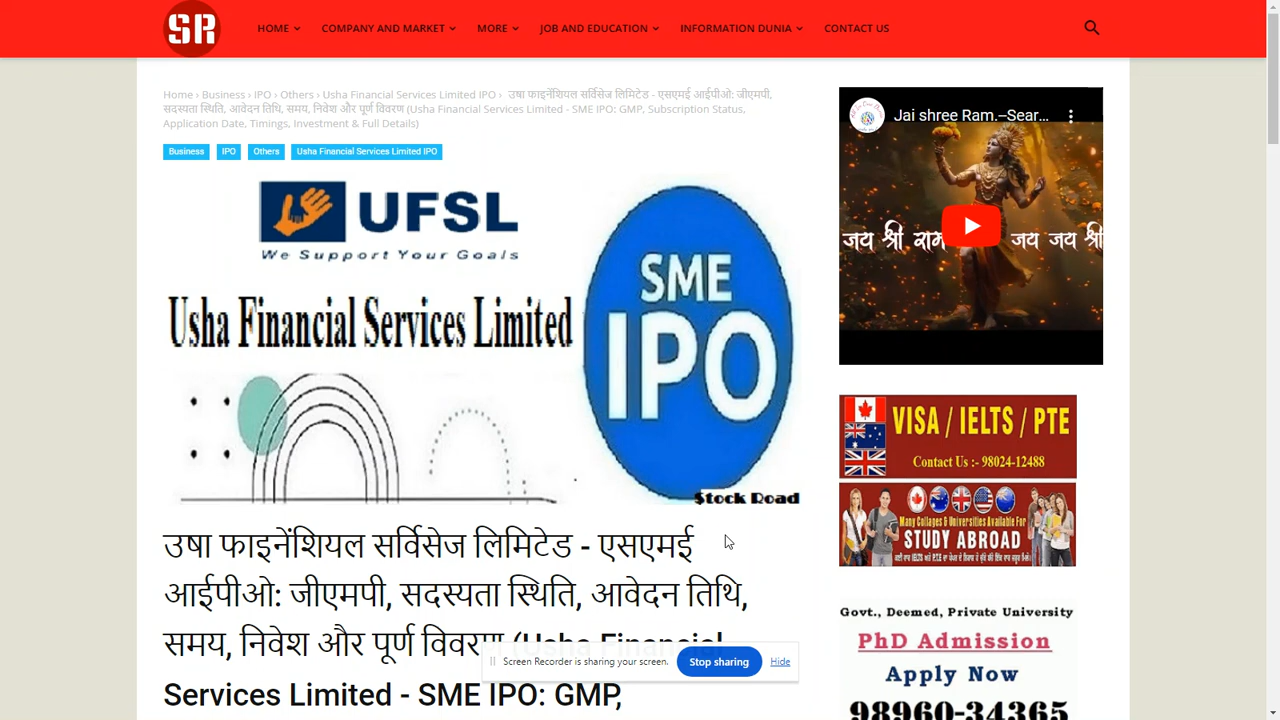 SR
HOME
COMPANY AND MARKET
MORE
JOB AND EDUCATION
INFORMATION DUNIA
CONTACT US
Home › Business › IPO › Others › Usha Financial Services Limited IPO › उषा फाइनेंशियल सर्विसेज लिमिटेड - एसएमई आईपीओ: जीएमपी,
सदस्यता स्थिति, आवेदन तिथि, समय, निवेश और पूर्ण विवरण (Usha Financial Services Limited - SME IPO: GMP, Subscription Status,
Application Date, Timings, Investment & Full Details)
Business
IPO
Others
Usha Financial Services Limited IPO
UFSL
We Support Your Goals
Usha Financial Services Limited
SME
IPO
$tock Road
उषा फाइनेंशियल सर्विसेज लिमिटेड - एसएमई
आईपीओ: जीएमपी, सदस्यता स्थिति, आवेदन तिथि,
समय, निवेश और पूर्ण विवरण (Usha Financial
Services Limited - SME IPO: GMP,
Jai shree Ram.--Sear...
जय श्री राम जय जय श्री
VISA / IELTS / PTE
Contact Us :- 98024-12488
Many Collages & Universities Available For
STUDY ABROAD
Govt., Deemed, Private University
PhD Admission
Apply Now
98960-34365
Screen Recorder is sharing your screen.
Stop sharing
Hide